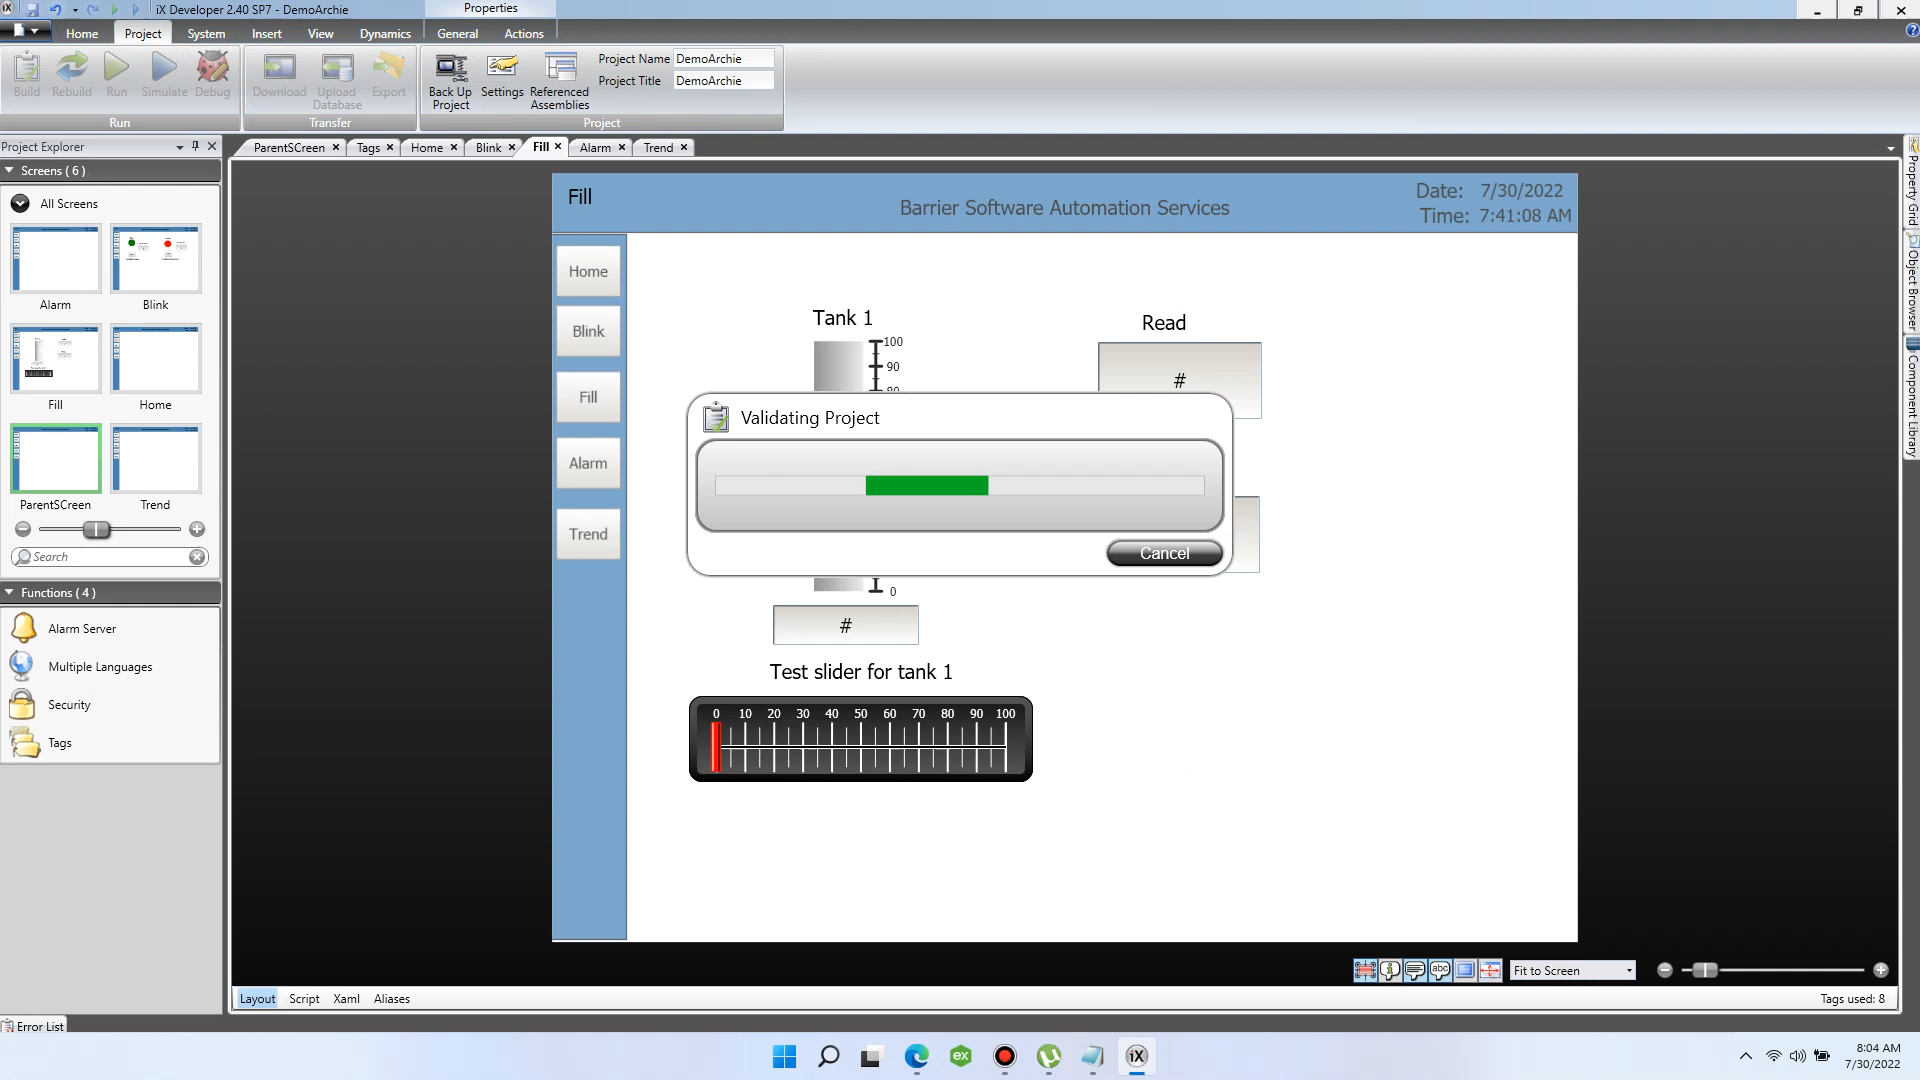 iX Developer 2.40 SP7 - DemoArchie
Properties
Home Project System Insert View Dynamics General Actions
Build Rebuild Run Simulate Debug
Download Upload Database Export
Back Up Project Settings Referenced Assemblies
Project Name DemoArchie
Project Title DemoArchie
Run Transfer Project
Project Explorer
ParentSCreen Tags Home Blink Fill Alarm Trend
Screens ( 6 )
All Screens
Alarm Blink
Fill Home
ParentSCreen Trend
Search
Functions ( 4 )
Alarm Server
Multiple Languages
Security
Tags
Fill
Barrier Software Automation Services
Date: 7/30/2022
Time: 7:41:08 AM
Home
Blink
Fill
Alarm
Trend
Tank 1
100
90
80
Read
#
Validating Project
Cancel
0
#
Test slider for tank 1
0 10 20 30 40 50 60 70 80 90 100
Property Grid
Object Browser
Component Library
abc
Fit to Screen
Layout Script Xaml Aliases
Tags used: 8
Error List
ex
iX
8:04 AM
7/30/2022